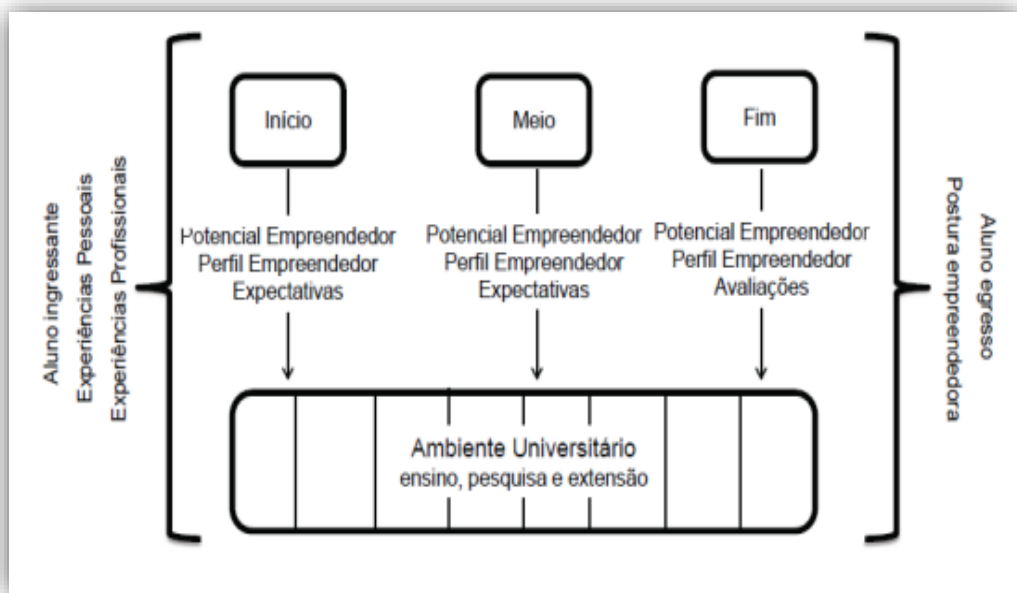 Aluno ingressante
Experiências Pessoais
Experiências Profissionais
Início
Meio
Fim
Potencial Empreendedor
Perfil Empreendedor
Expectativas
Potencial Empreendedor
Perfil Empreendedor
Expectativas
Potencial Empreendedor
Perfil Empreendedor
Avaliações
Ambiente Universitário
ensino, pesquisa e extensão
Aluno egresso
Postura empreendedora